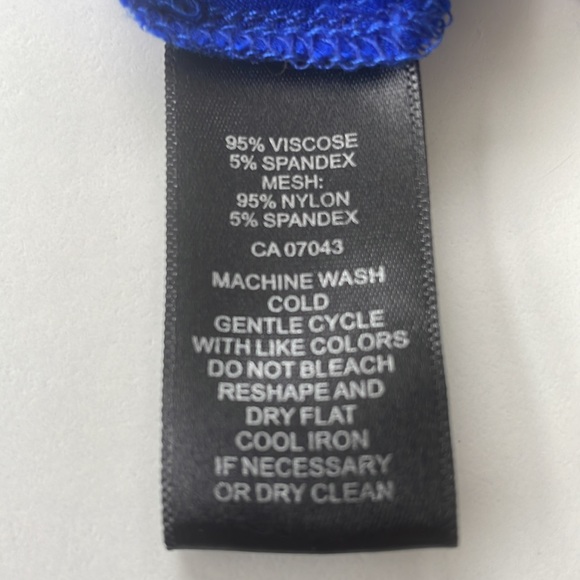 95% VISCOSE
5% SPANDEX
MESH:
95% NYLON
5% SPANDEX
CA 07043
MACHINE WASH
COLD
GENTLE CYCLE
WITH LIKE COLORS
DO NOT BLEACH
RESHAPE AND
DRY FLAT
COOL IRON
IF NECESSARY
OR DRY CLEAN